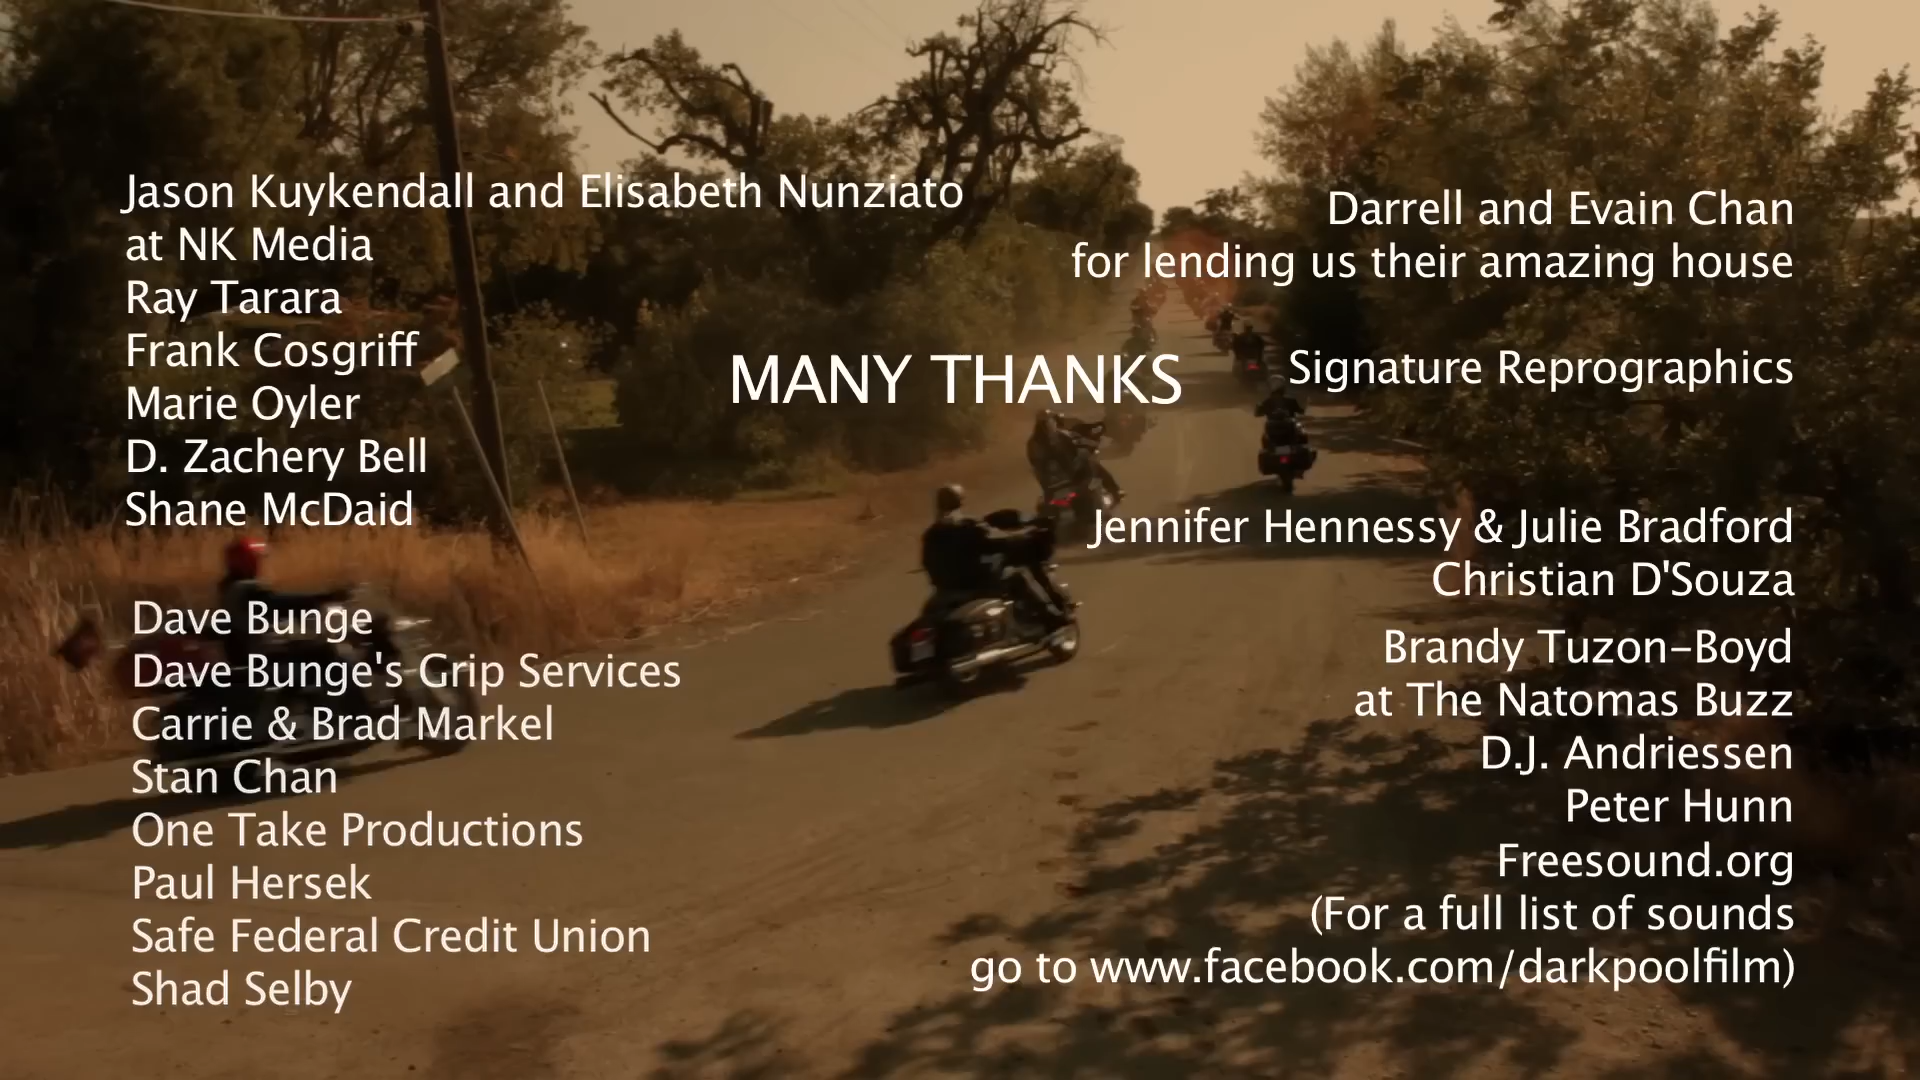 Jason Kuykendall and Elisabeth Nunziato
at NK Media
Ray Tarara
Frank Cosgriff
Marie Oyler
D. Zachery Bell
Shane McDaid
Dave Bunge
Dave Bunge's Grip Services
Carrie & Brad Markel
Stan Chan
One Take Productions
Paul Hersek
Safe Federal Credit Union
Shad Selby
MANY THANKS
Darrell and Evain Chan
for lending us their amazing house
Signature Reprographics
Jennifer Hennessy & Julie Bradford
Christian D'Souza
Brandy Tuzon-Boyd
at The Natomas Buzz
D.J. Andriessen
Peter Hunn
Freesound.org
(For a full list of sounds
go to www.facebook.com/darkpoolfilm)